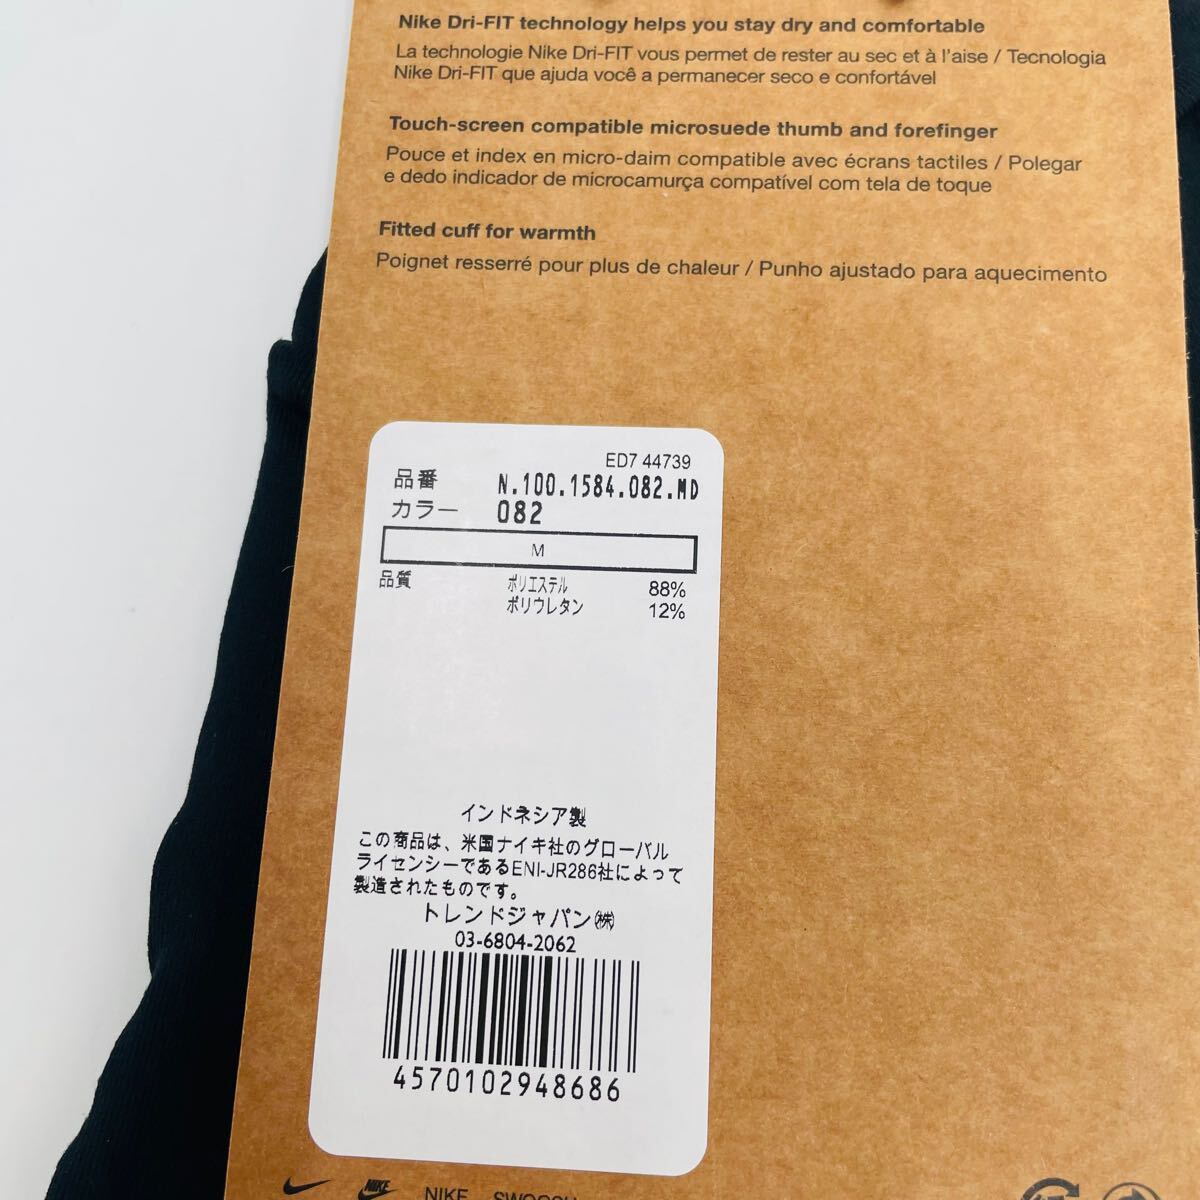 Nike Dri-FIT technology helps you stay dry and comfortable
La technologie Nike Dri-FIT vous permet de rester au sec et à l'aise / Tecnologia
Nike Dri-FIT que ajuda você a permanecer seco e confortável
Touch-screen compatible microsuede thumb and forefinger
Pouce et index en micro-daim compatible avec écrans tactiles / Polegar
e dedo indicador de microcamurça compatível com tela de toque
Fitted cuff for warmth
Poignet resserré pour plus de chaleur / Punho ajustado para aquecimento
ED7 44739
品番 N.100.1584.082.MD
カラー 082
M
品質 ポリエステル 88%
ポリウレタン 12%
インドネシア製
この商品は、米国ナイキ社のグローバル
ライセンシーであるENI-JR286社によって
製造されたものです。
トレンドジャパン㈱
03-6804-2062
4570102948686
NIKE NIKE SWOOSH